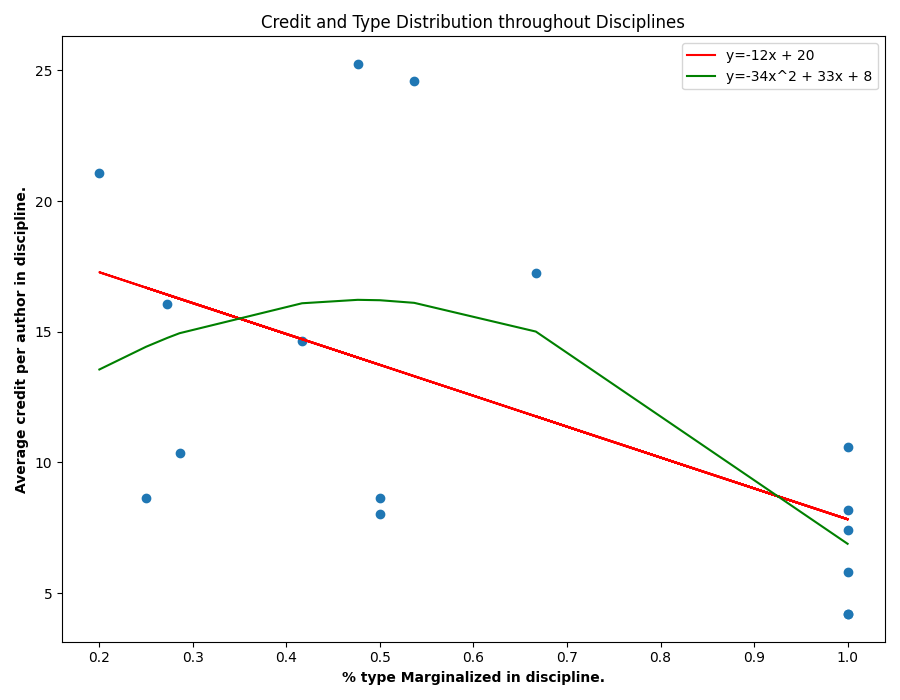 Credit and Type Distribution throughout Disciplines
y=-12x + 20
y=-34x^2 + 33x + 8
Average credit per author in discipline.
25
20
15
10
5
0.2 0.3 0.4 0.5 0.6 0.7 0.8 0.9 1.0
% type Marginalized in discipline.